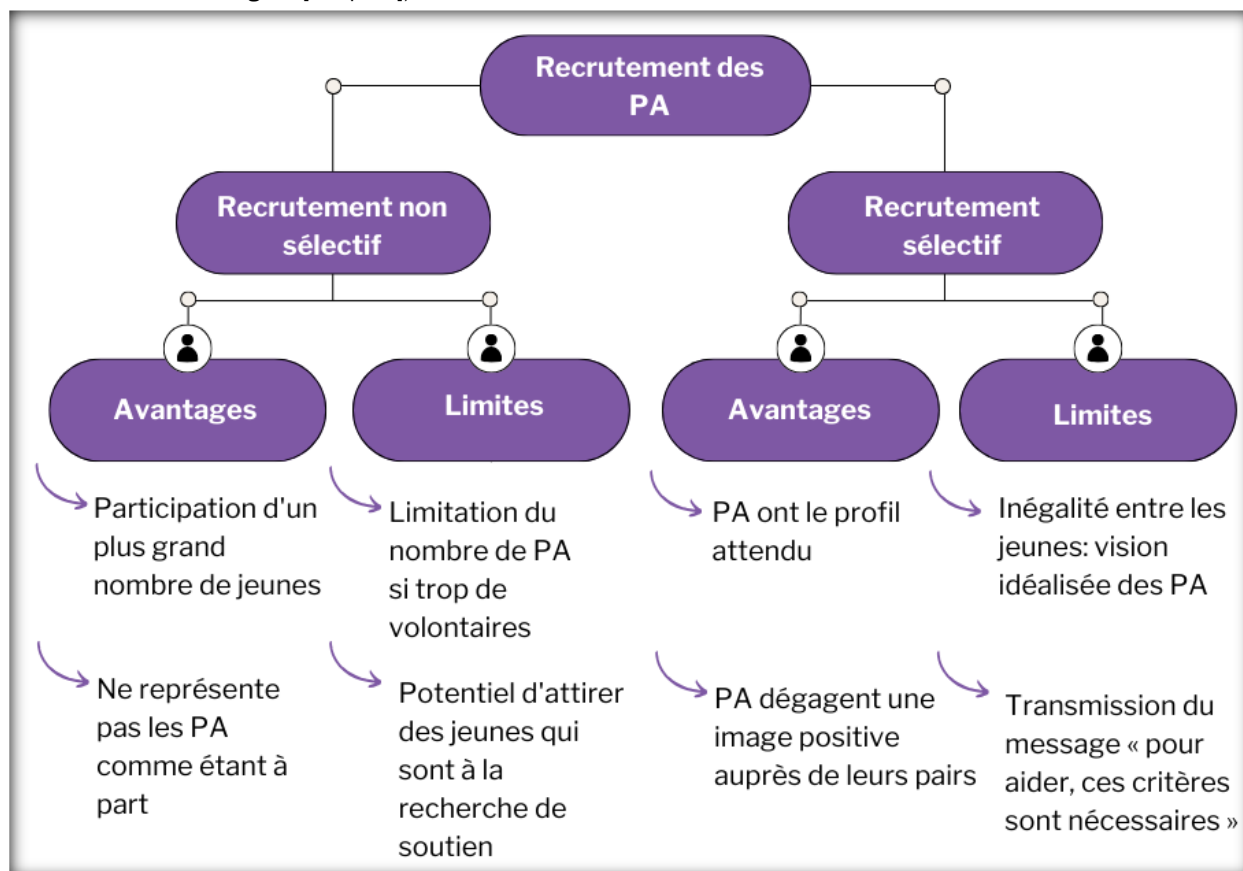 Recrutement des
PA
Recrutement non
sélectif
Recrutement
sélectif
Avantages
Limites
Avantages
Limites
Participation d'un
plus grand
nombre de jeunes
Ne représente
pas les PA
comme étant à
part
Limitation du
nombre de PA
si trop de
volontaires
Potentiel d'attirer
des jeunes qui
sont à la
recherche de
soutien
PA ont le profil
attendu
PA dégagent une
image positive
auprès de leurs pairs
Inégalité entre les
jeunes: vision
idéalisée des PA
Transmission du
message « pour
aider, ces critères
sont nécessaires »